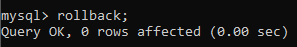 mysql> rollback;
Query OK, 0 rows affected (0.00 sec)